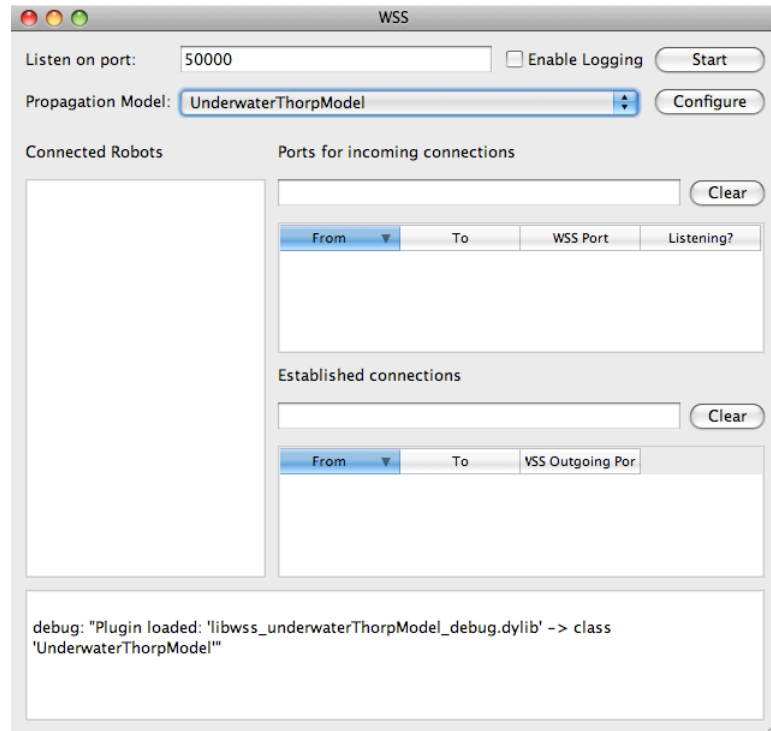 WSS
Listen on port: 50000 Enable Logging Start
Propagation Model: UnderwaterThorpModel Configure
Connected Robots Ports for incoming connections
Clear
From To WSS Port Listening?
Established connections
Clear
From To VSS Outgoing Por
debug: "Plugin loaded: 'libwss_underwaterThorpModel_debug.dylib' -> class
'UnderwaterThorpModel'"